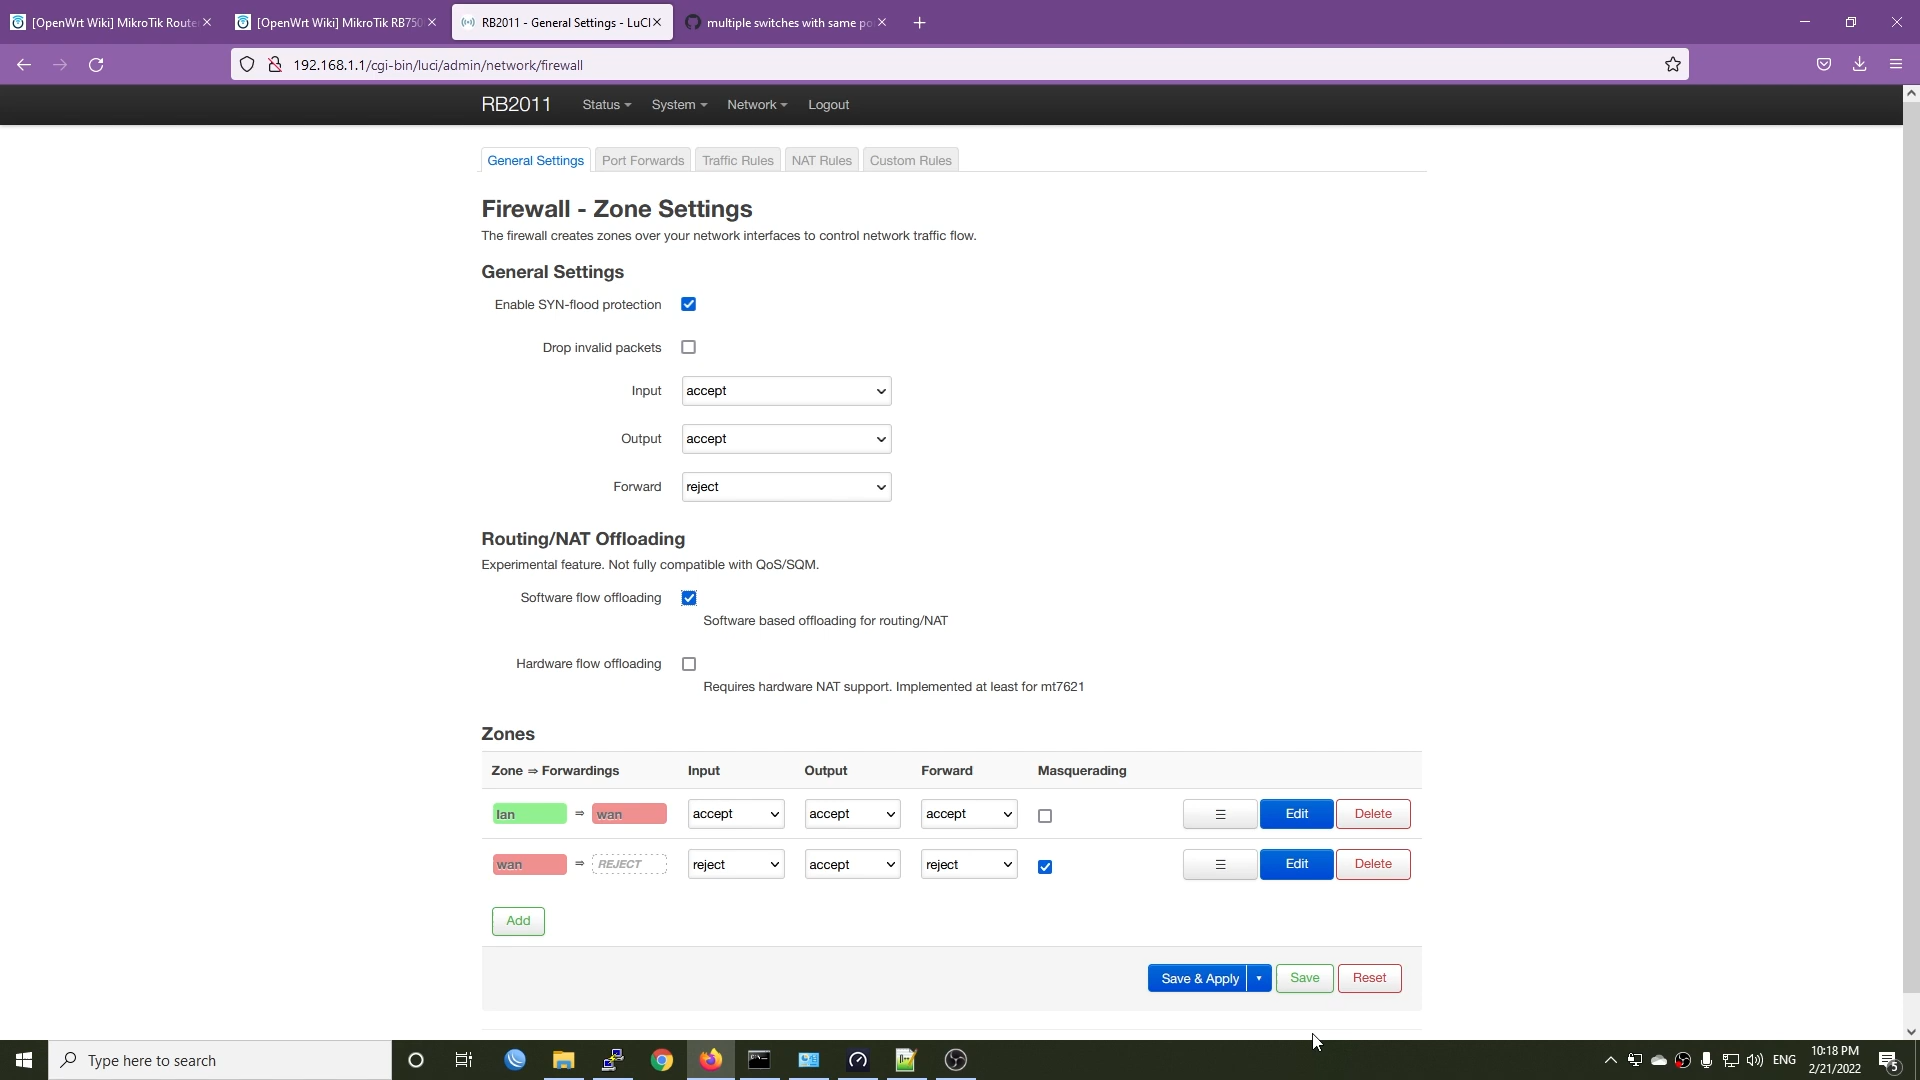 [OpenWrt Wiki] MikroTik Route
[OpenWrt Wiki] MikroTik RB750
RB2011 - General Settings - LuCI
multiple switches with same po
192.168.1.1/cgi-bin/luci/admin/network/firewall
RB2011 Status System Network Logout
General Settings Port Forwards Traffic Rules NAT Rules Custom Rules
Firewall - Zone Settings
The firewall creates zones over your network interfaces to control network traffic flow.
General Settings
Enable SYN-flood protection
Drop invalid packets
Input accept
Output accept
Forward reject
Routing/NAT Offloading
Experimental feature. Not fully compatible with QoS/SQM.
Software flow offloading
Software based offloading for routing/NAT
Hardware flow offloading
Requires hardware NAT support. Implemented at least for mt7621
Zones
Zone ⇒ Forwardings Input Output Forward Masquerading
lan ⇒ wan accept accept accept ☰ Edit Delete
wan ⇒ REJECT reject accept reject ☰ Edit Delete
Add
Save & Apply Save Reset
Type here to search
ENG
10:18 PM
2/21/2022
5